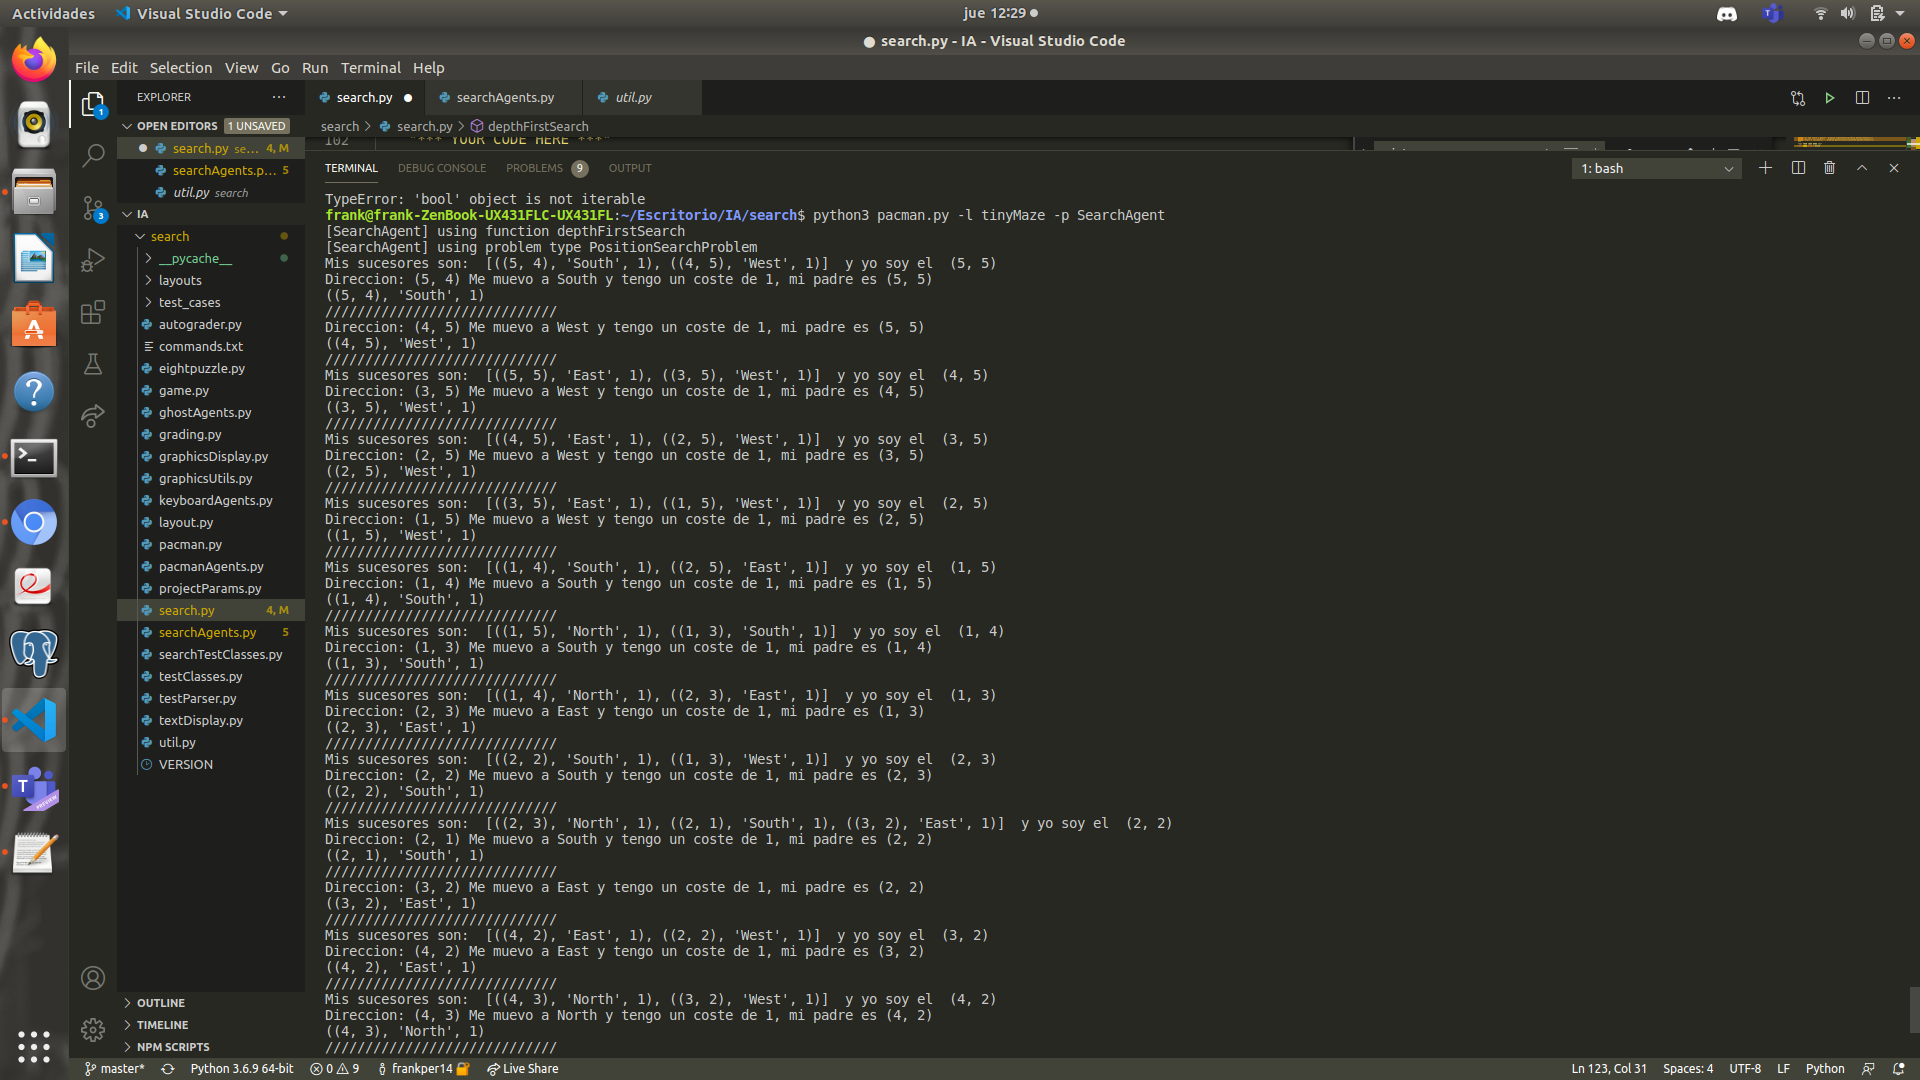 Actividades
Visual Studio Code
jue 12:29
search.py - IA - Visual Studio Code
File Edit Selection View Go Run Terminal Help
EXPLORER
search.py
searchAgents.py
util.py
OPEN EDITORS 1 UNSAVED
search > search.py > depthFirstSearch
102 "*** YOUR CODE HERE ***"
search.py se... 4, M
searchAgents.p... 5
util.py search
IA
search
__pycache__
layouts
test_cases
autograder.py
commands.txt
eightpuzzle.py
game.py
ghostAgents.py
grading.py
graphicsDisplay.py
graphicsUtils.py
keyboardAgents.py
layout.py
pacman.py
pacmanAgents.py
projectParams.py
search.py 4, M
searchAgents.py 5
searchTestClasses.py
testClasses.py
testParser.py
textDisplay.py
util.py
VERSION
OUTLINE
TIMELINE
NPM SCRIPTS
TERMINAL DEBUG CONSOLE PROBLEMS 9 OUTPUT
1: bash
TypeError: 'bool' object is not iterable
frank@frank-ZenBook-UX431FLC-UX431FL:~/Escritorio/IA/search$ python3 pacman.py -l tinyMaze -p SearchAgent
[SearchAgent] using function depthFirstSearch
[SearchAgent] using problem type PositionSearchProblem
Mis sucesores son:  [((5, 4), 'South', 1), ((4, 5), 'West', 1)]  y yo soy el  (5, 5)
Direccion: (5, 4) Me muevo a South y tengo un coste de 1, mi padre es (5, 5)
((5, 4), 'South', 1)
/////////////////////////////
Direccion: (4, 5) Me muevo a West y tengo un coste de 1, mi padre es (5, 5)
((4, 5), 'West', 1)
/////////////////////////////
Mis sucesores son:  [((5, 5), 'East', 1), ((3, 5), 'West', 1)]  y yo soy el  (4, 5)
Direccion: (3, 5) Me muevo a West y tengo un coste de 1, mi padre es (4, 5)
((3, 5), 'West', 1)
/////////////////////////////
Mis sucesores son:  [((4, 5), 'East', 1), ((2, 5), 'West', 1)]  y yo soy el  (3, 5)
Direccion: (2, 5) Me muevo a West y tengo un coste de 1, mi padre es (3, 5)
((2, 5), 'West', 1)
/////////////////////////////
Mis sucesores son:  [((3, 5), 'East', 1), ((1, 5), 'West', 1)]  y yo soy el  (2, 5)
Direccion: (1, 5) Me muevo a West y tengo un coste de 1, mi padre es (2, 5)
((1, 5), 'West', 1)
/////////////////////////////
Mis sucesores son:  [((1, 4), 'South', 1), ((2, 5), 'East', 1)]  y yo soy el  (1, 5)
Direccion: (1, 4) Me muevo a South y tengo un coste de 1, mi padre es (1, 5)
((1, 4), 'South', 1)
/////////////////////////////
Mis sucesores son:  [((1, 5), 'North', 1), ((1, 3), 'South', 1)]  y yo soy el  (1, 4)
Direccion: (1, 3) Me muevo a South y tengo un coste de 1, mi padre es (1, 4)
((1, 3), 'South', 1)
/////////////////////////////
Mis sucesores son:  [((1, 4), 'North', 1), ((2, 3), 'East', 1)]  y yo soy el  (1, 3)
Direccion: (2, 3) Me muevo a East y tengo un coste de 1, mi padre es (1, 3)
((2, 3), 'East', 1)
/////////////////////////////
Mis sucesores son:  [((2, 2), 'South', 1), ((1, 3), 'West', 1)]  y yo soy el  (2, 3)
Direccion: (2, 2) Me muevo a South y tengo un coste de 1, mi padre es (2, 3)
((2, 2), 'South', 1)
/////////////////////////////
Mis sucesores son:  [((2, 3), 'North', 1), ((2, 1), 'South', 1), ((3, 2), 'East', 1)]  y yo soy el  (2, 2)
Direccion: (2, 1) Me muevo a South y tengo un coste de 1, mi padre es (2, 2)
((2, 1), 'South', 1)
/////////////////////////////
Direccion: (3, 2) Me muevo a East y tengo un coste de 1, mi padre es (2, 2)
((3, 2), 'East', 1)
/////////////////////////////
Mis sucesores son:  [((4, 2), 'East', 1), ((2, 2), 'West', 1)]  y yo soy el  (3, 2)
Direccion: (4, 2) Me muevo a East y tengo un coste de 1, mi padre es (3, 2)
((4, 2), 'East', 1)
/////////////////////////////
Mis sucesores son:  [((4, 3), 'North', 1), ((3, 2), 'West', 1)]  y yo soy el  (4, 2)
Direccion: (4, 3) Me muevo a North y tengo un coste de 1, mi padre es (4, 2)
((4, 3), 'North', 1)
/////////////////////////////
master* Python 3.6.9 64-bit 0 9 frankper14 Live Share
Ln 123, Col 31 Spaces: 4 UTF-8 LF Python